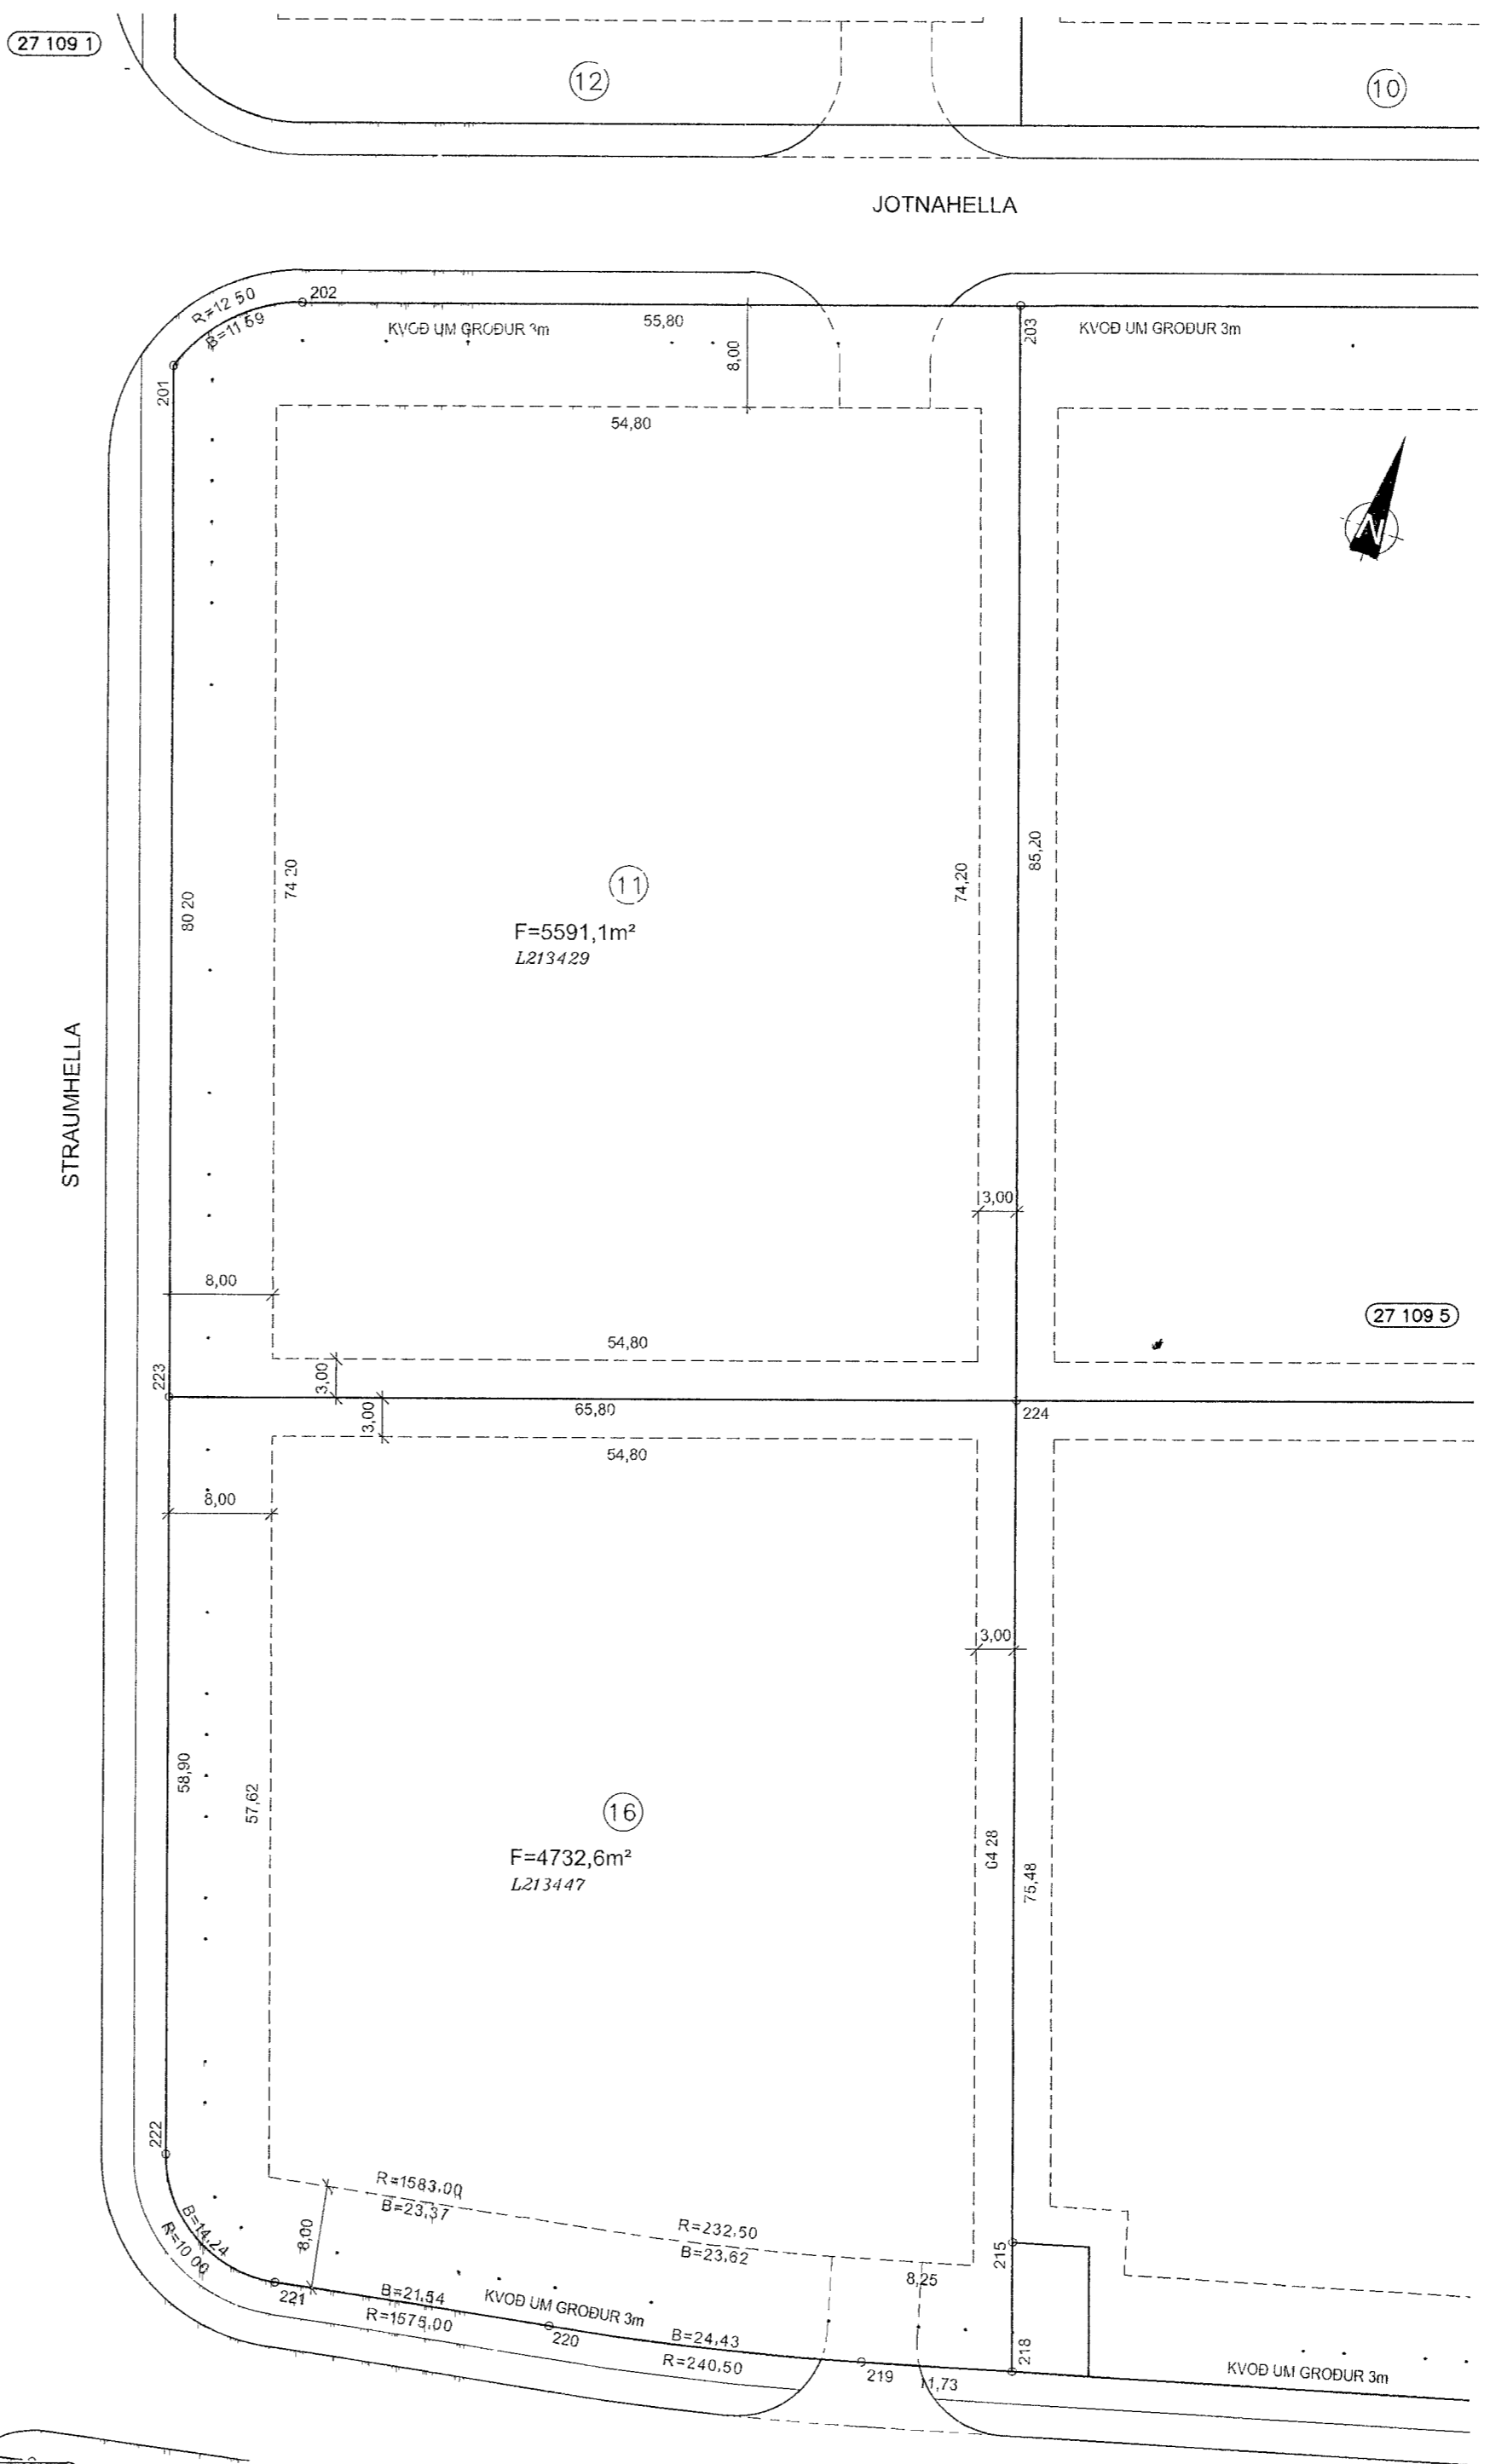 27 109 1
12
10
JOTNAHELLA
R=12 50
B=11 59
202
KVOÐ UM GROÐUR 3m
55,80
8,00
203
KVOÐ UM GROÐUR 3m
201
54,80
N
80 20
74 20
11
F=5591,1m²
L213429
74,20
85,20
STRAUMHELLA
3,00
8,00
27 109 5
54,80
3,00
223
65,80
224
3,00
54,80
8,00
3,00
58,90
57,62
16
F=4732,6m²
L213447
64 28
75,48
222
R=1583,00
B=23,37
R=232,50
B=23,62
8,00
B=14,24
R=10 00
215
8,25
221
B=21,54
R=1575,00
KVOÐ UM GROÐUR 3m
220
B=24,43
R=240,50
219
11,73
218
KVOÐ UM GROÐUR 3m